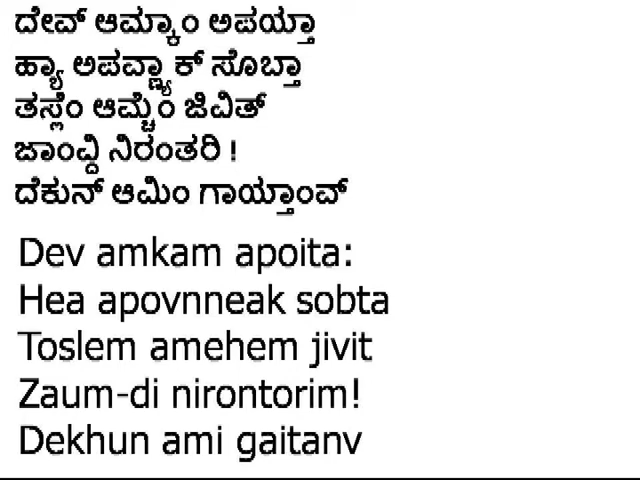 ದೇವ್ ಆಮ್ಕಾಂ ಅಪಯ್ತಾ
ಹ್ಯಾ ಅಪವ್ಣ್ಯಾಕ್ ಸೊಬ್ತಾ
ತಸ್ಲೆಂ ಆಮ್ಚೆಂ ಜಿವಿತ್
ಜಾಂವ್ದಿ ನಿರಂತರಿ !
ದೆಕುನ್ ಆಮಿಂ ಗಾಯ್ತಾಂವ್
Dev amkam apoita:
Hea apovnneak sobta
Toslem amehem jivit
Zaum-di nirontorim!
Dekhun ami gaitanv